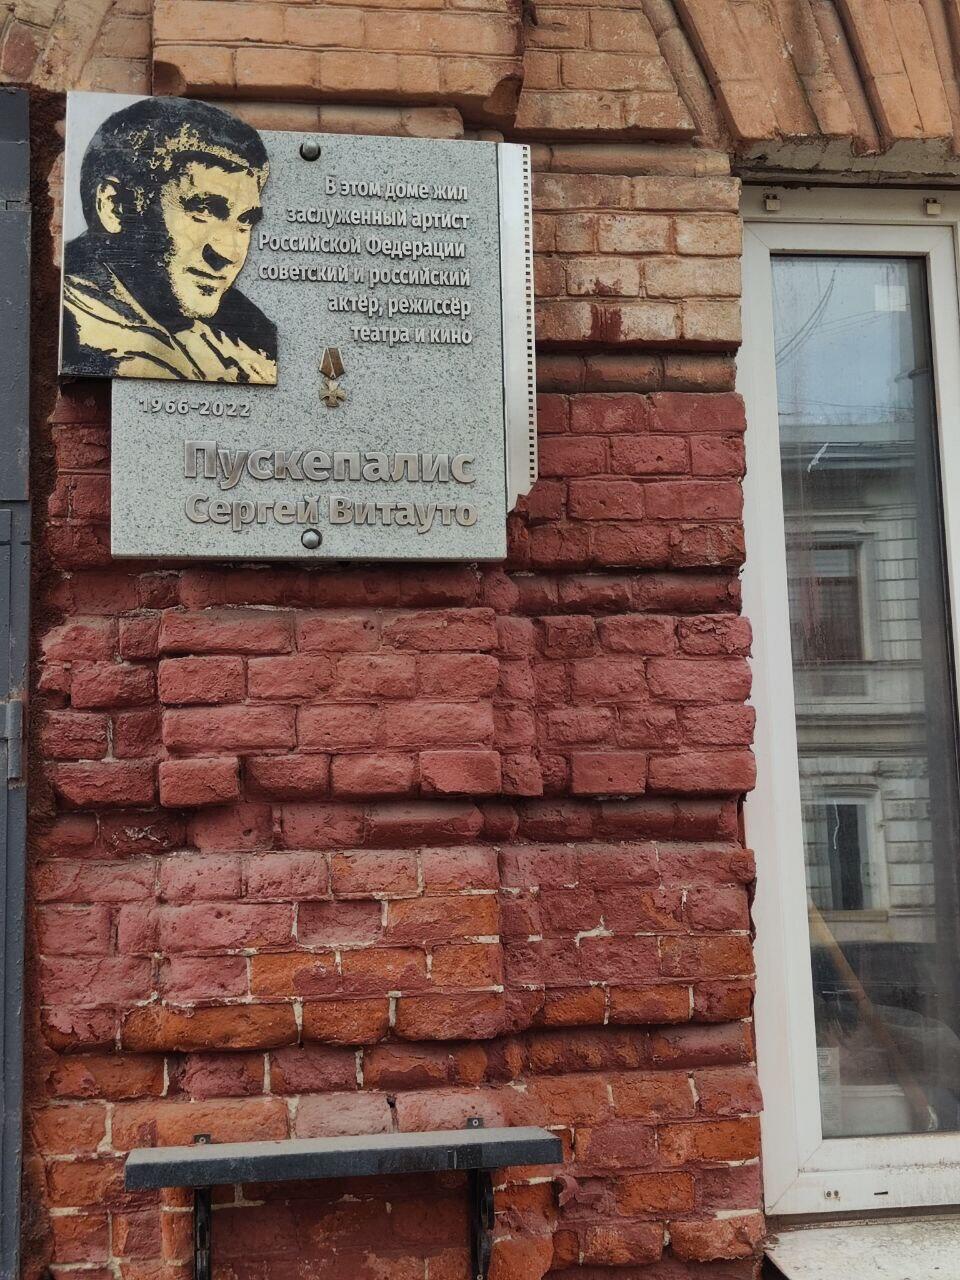 В этом доме жил
заслуженный артист
Российской Федерации
советский и российский
актёр, режиссёр
театра и кино
1966-2022
Пускепалис
Сергей Витауто